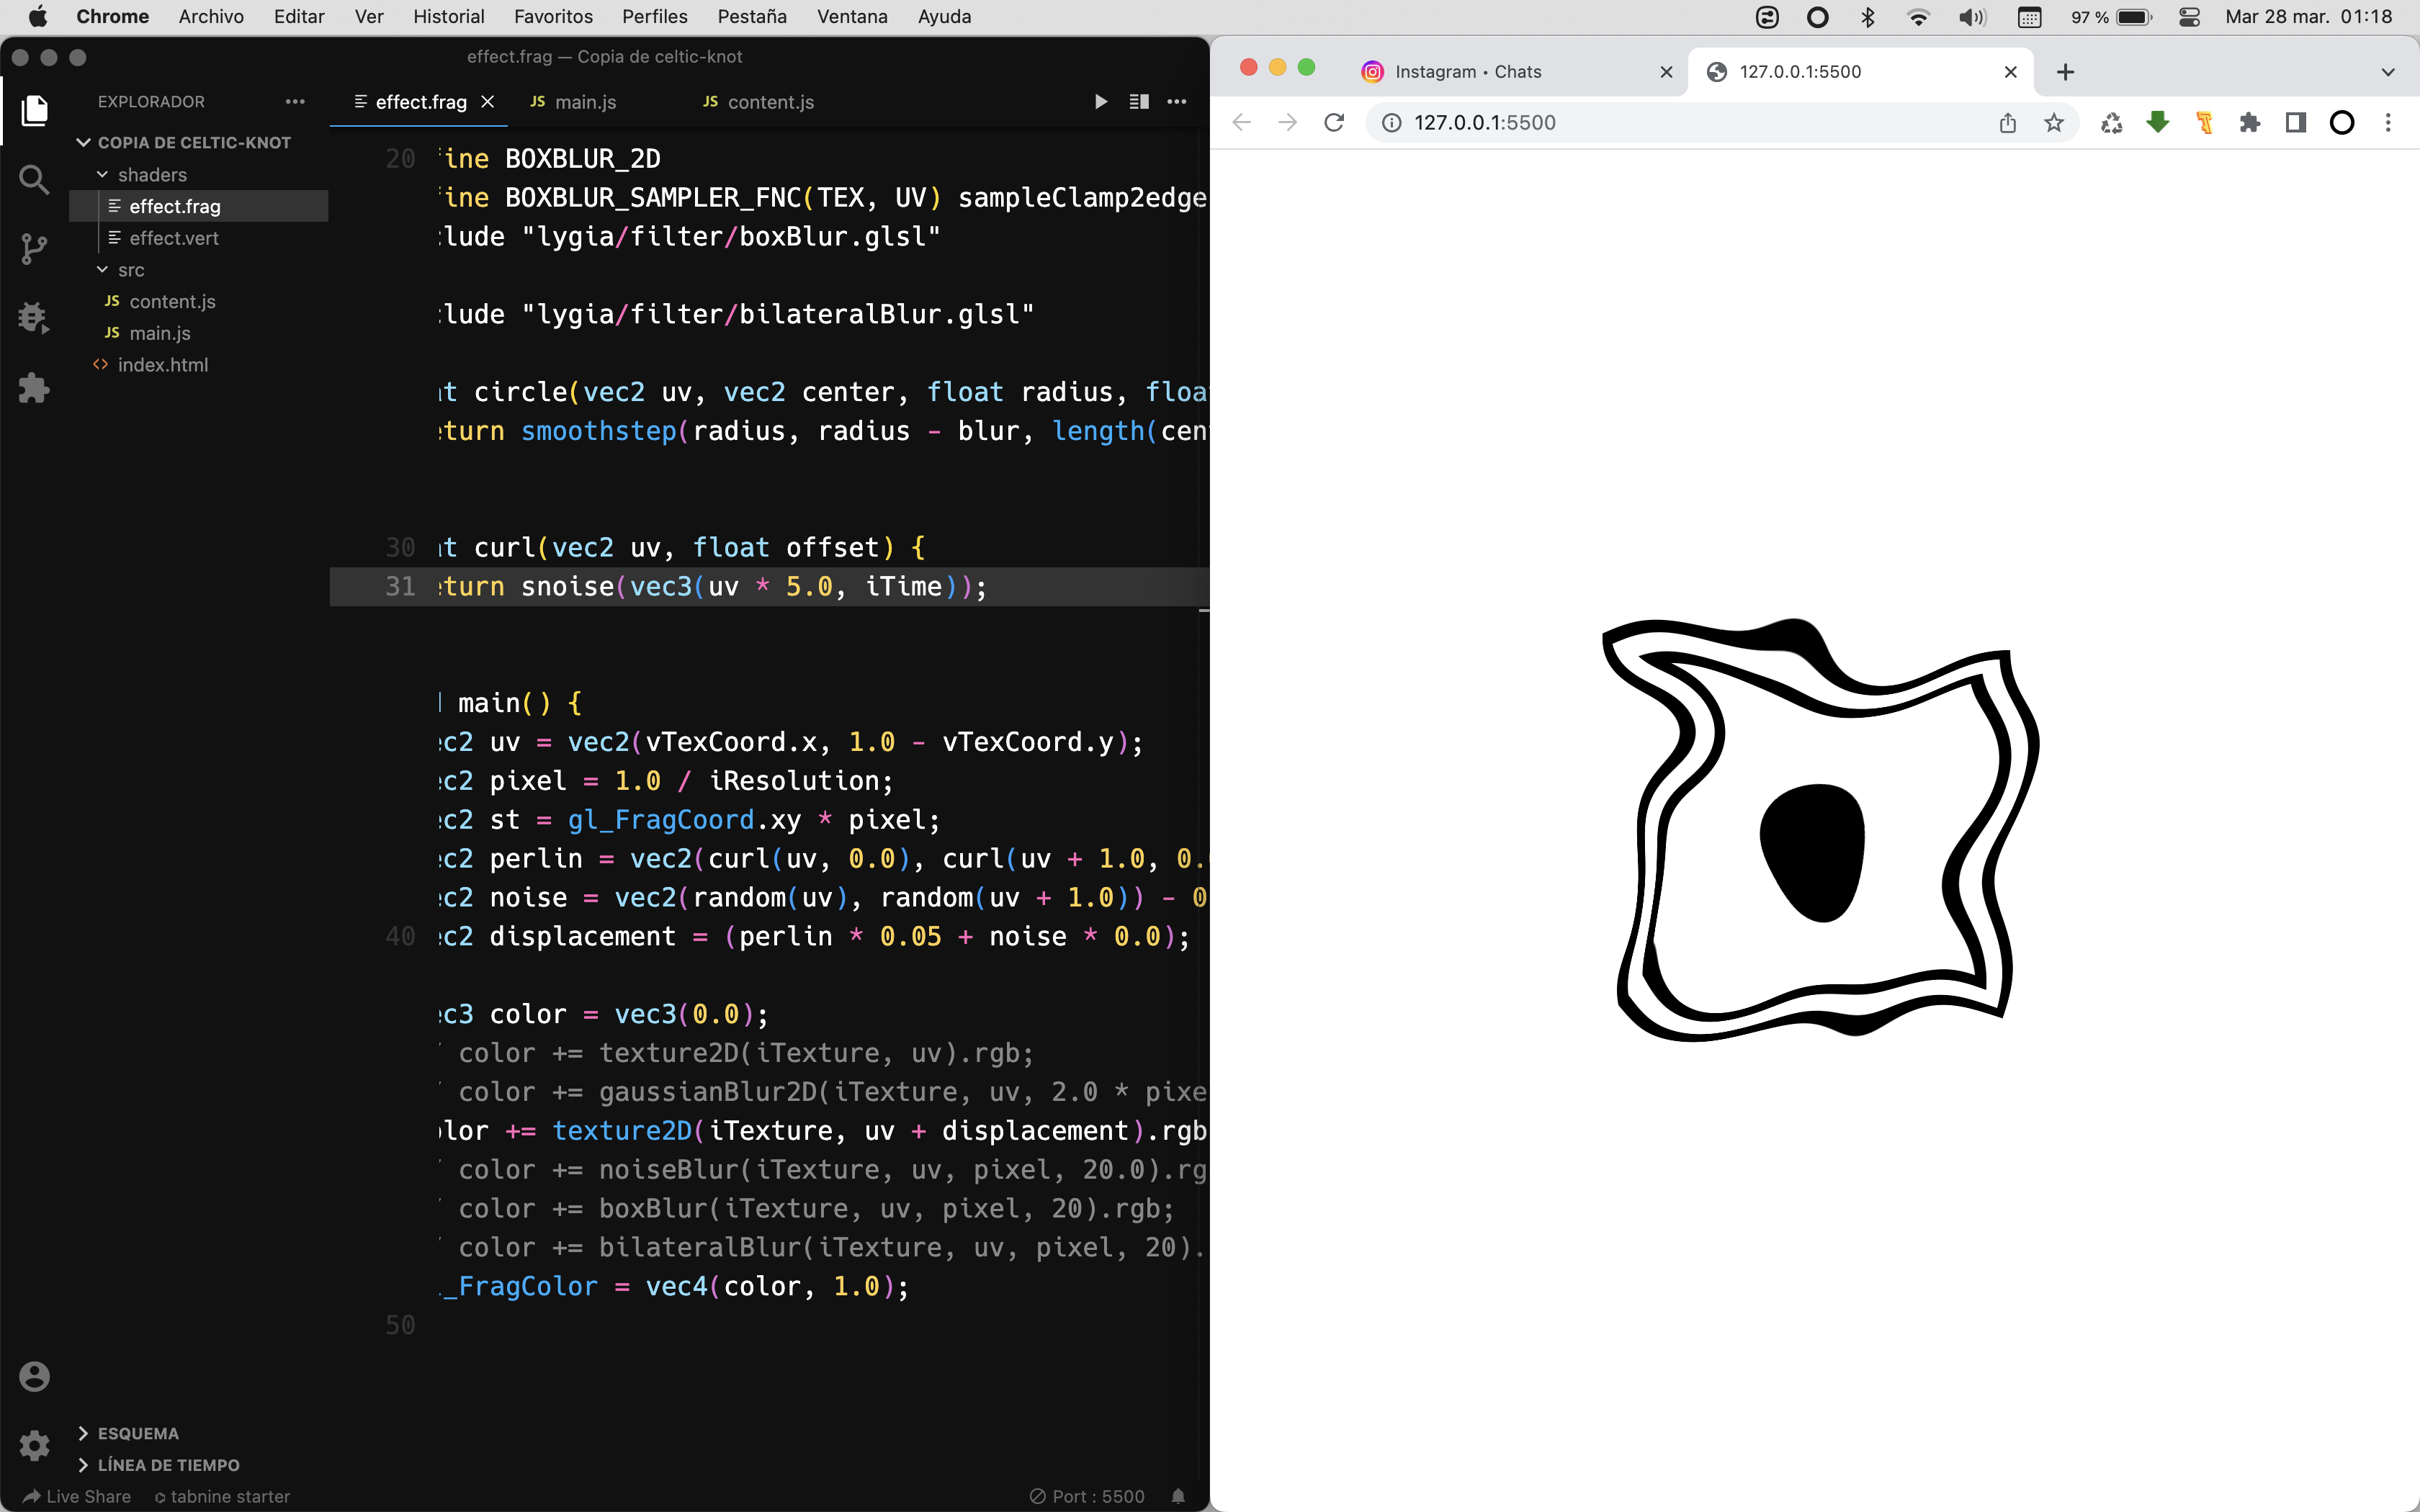 Chrome Archivo Editar Ver Historial Favoritos Perfiles Pestaña Ventana Ayuda 97 % Mar 28 mar. 01:18
effect.frag — Copia de celtic-knot
EXPLORADOR
COPIA DE CELTIC-KNOT
shaders
effect.frag
effect.vert
src
JS content.js
JS main.js
<> index.html
ESQUEMA
LÍNEA DE TIEMPO
effect.frag JS main.js JS content.js
20 ine BOXBLUR_2D
ine BOXBLUR_SAMPLER_FNC(TEX, UV) sampleClamp2edge
lude "lygia/filter/boxBlur.glsl"
lude "lygia/filter/bilateralBlur.glsl"
t circle(vec2 uv, vec2 center, float radius, floa
turn smoothstep(radius, radius - blur, length(cen
30 t curl(vec2 uv, float offset) {
31 turn snoise(vec3(uv * 5.0, iTime));
main() {
c2 uv = vec2(vTexCoord.x, 1.0 - vTexCoord.y);
c2 pixel = 1.0 / iResolution;
c2 st = gl_FragCoord.xy * pixel;
c2 perlin = vec2(curl(uv, 0.0), curl(uv + 1.0, 0.
c2 noise = vec2(random(uv), random(uv + 1.0)) - 0
40 c2 displacement = (perlin * 0.05 + noise * 0.0);
c3 color = vec3(0.0);
color += texture2D(iTexture, uv).rgb;
color += gaussianBlur2D(iTexture, uv, 2.0 * pixe
lor += texture2D(iTexture, uv + displacement).rgb
color += noiseBlur(iTexture, uv, pixel, 20.0).rg
color += boxBlur(iTexture, uv, pixel, 20).rgb;
color += bilateralBlur(iTexture, uv, pixel, 20).
_FragColor = vec4(color, 1.0);
50
Live Share tabnine starter Port : 5500
Instagram • Chats 127.0.0.1:5500
127.0.0.1:5500